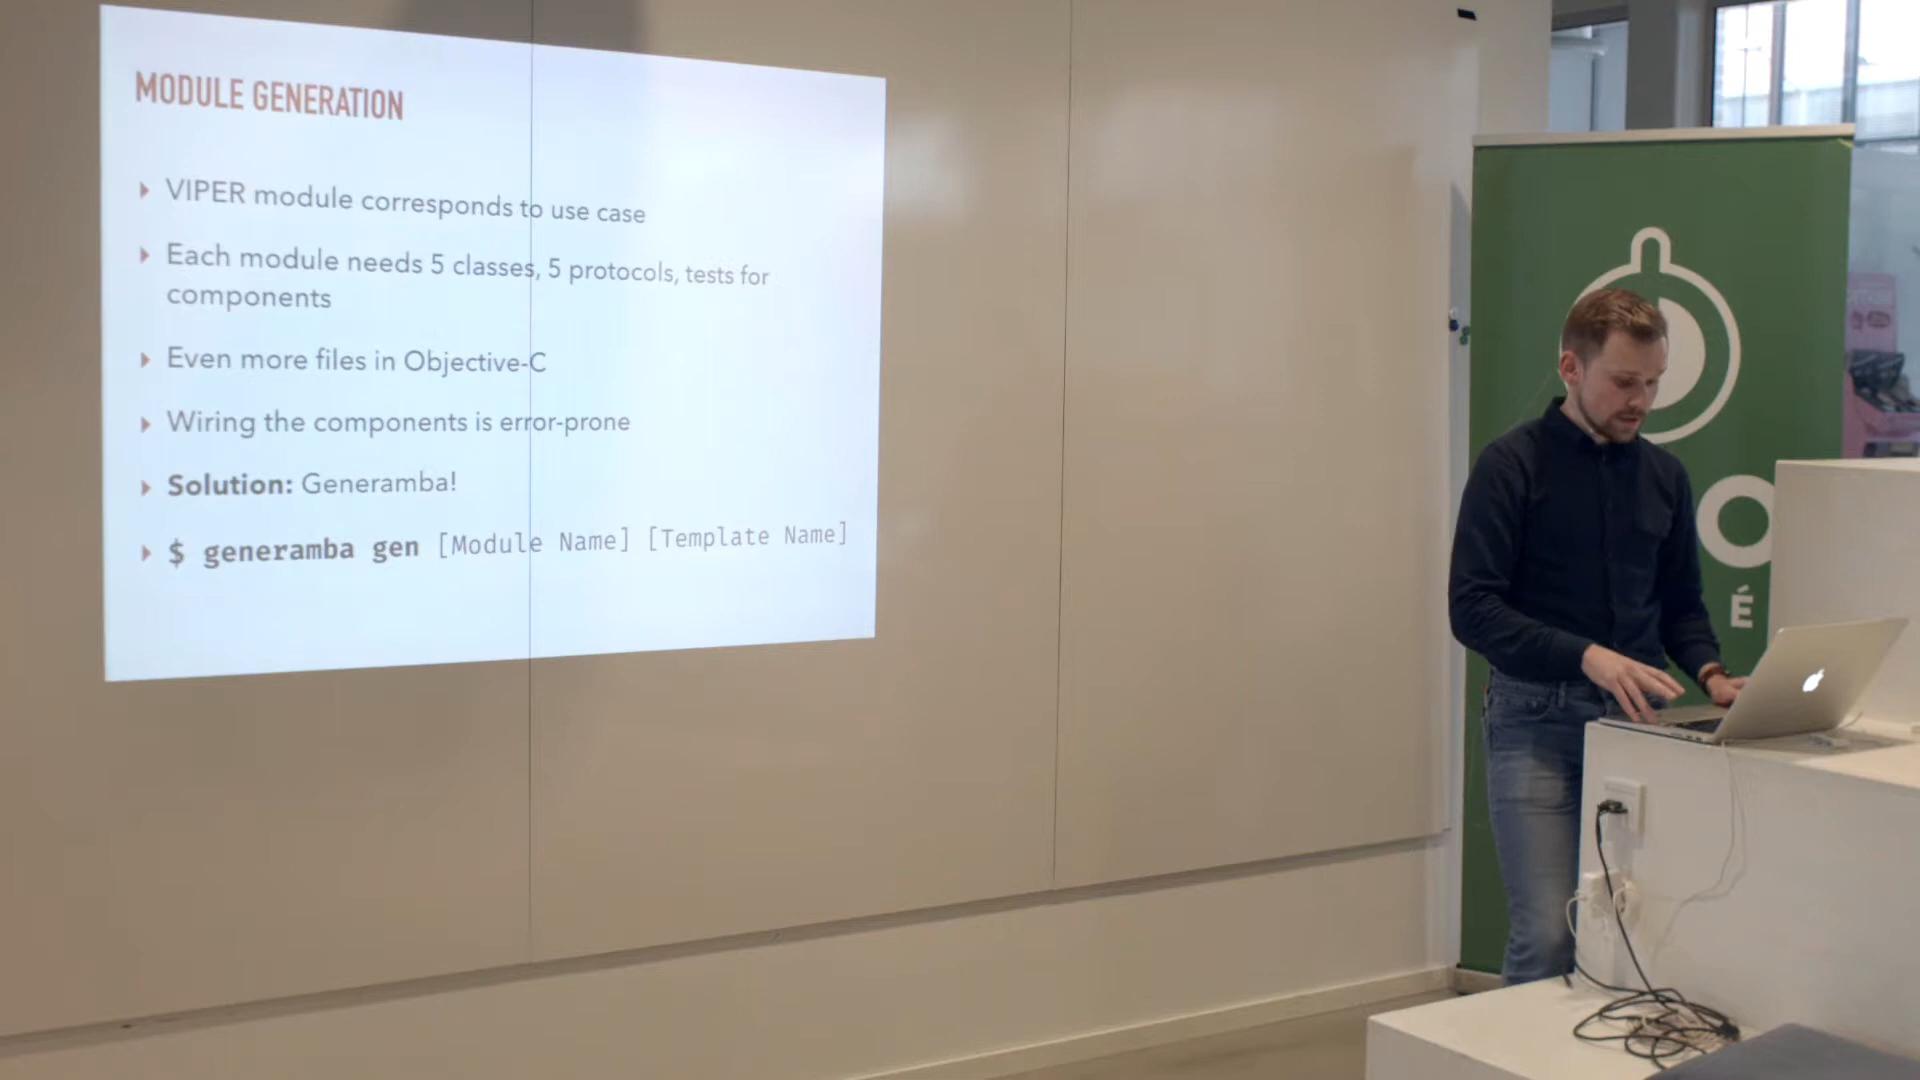 MODULE GENERATION
VIPER module corresponds to use case
Each module needs 5 classes, 5 protocols, tests for
components
Even more files in Objective-C
Wiring the components is error-prone
Solution: Generamba!
$ generamba gen [Module Name] [Template Name]
O
É